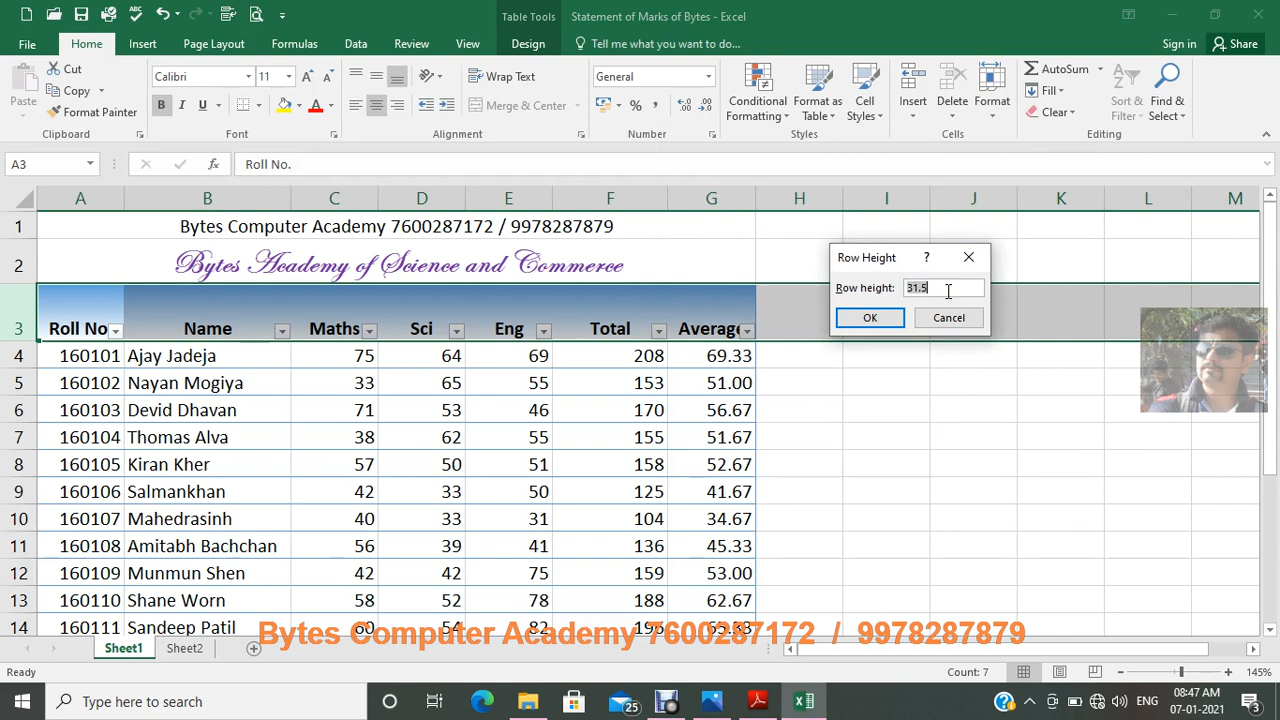 Table Tools
Statement of Marks of Bytes - Excel
File Home Insert Page Layout Formulas Data Review View Design Tell me what you want to do... Sign in Share
Paste
Cut
Copy
Format Painter
Calibri 11
B I U
Wrap Text
Merge & Center
General
Conditional Formatting
Format as Table
Cell Styles
Insert
Delete
Format
AutoSum
Fill
Clear
Sort & Filter
Find & Select
Clipboard Font Alignment Number Styles Cells Editing
A3 fx Roll No.
A B C D E F G H I J K L M
1 Bytes Computer Academy 7600287172 / 9978287879
2 Bytes Academy of Science and Commerce
3 Roll No Name Maths Sci Eng Total Average
4 160101 Ajay Jadeja 75 64 69 208 69.33
5 160102 Nayan Mogiya 33 65 55 153 51.00
6 160103 Devid Dhavan 71 53 46 170 56.67
7 160104 Thomas Alva 38 62 55 155 51.67
8 160105 Kiran Kher 57 50 51 158 52.67
9 160106 Salmankhan 42 33 50 125 41.67
10 160107 Mahedrasinh 40 33 31 104 34.67
11 160108 Amitabh Bachchan 56 39 41 136 45.33
12 160109 Munmun Shen 42 42 75 159 53.00
13 160110 Shane Worn 58 52 78 188 62.67
14 160111 Sandeep Patil 60 54 82
Row Height ?
Row height: 31.5
OK Cancel
Bytes Computer Academy 7600287172 / 9978287879
Sheet1 Sheet2
Ready Count: 7 145%
Type here to search
25
ENG
08:47 AM
07-01-2021
3